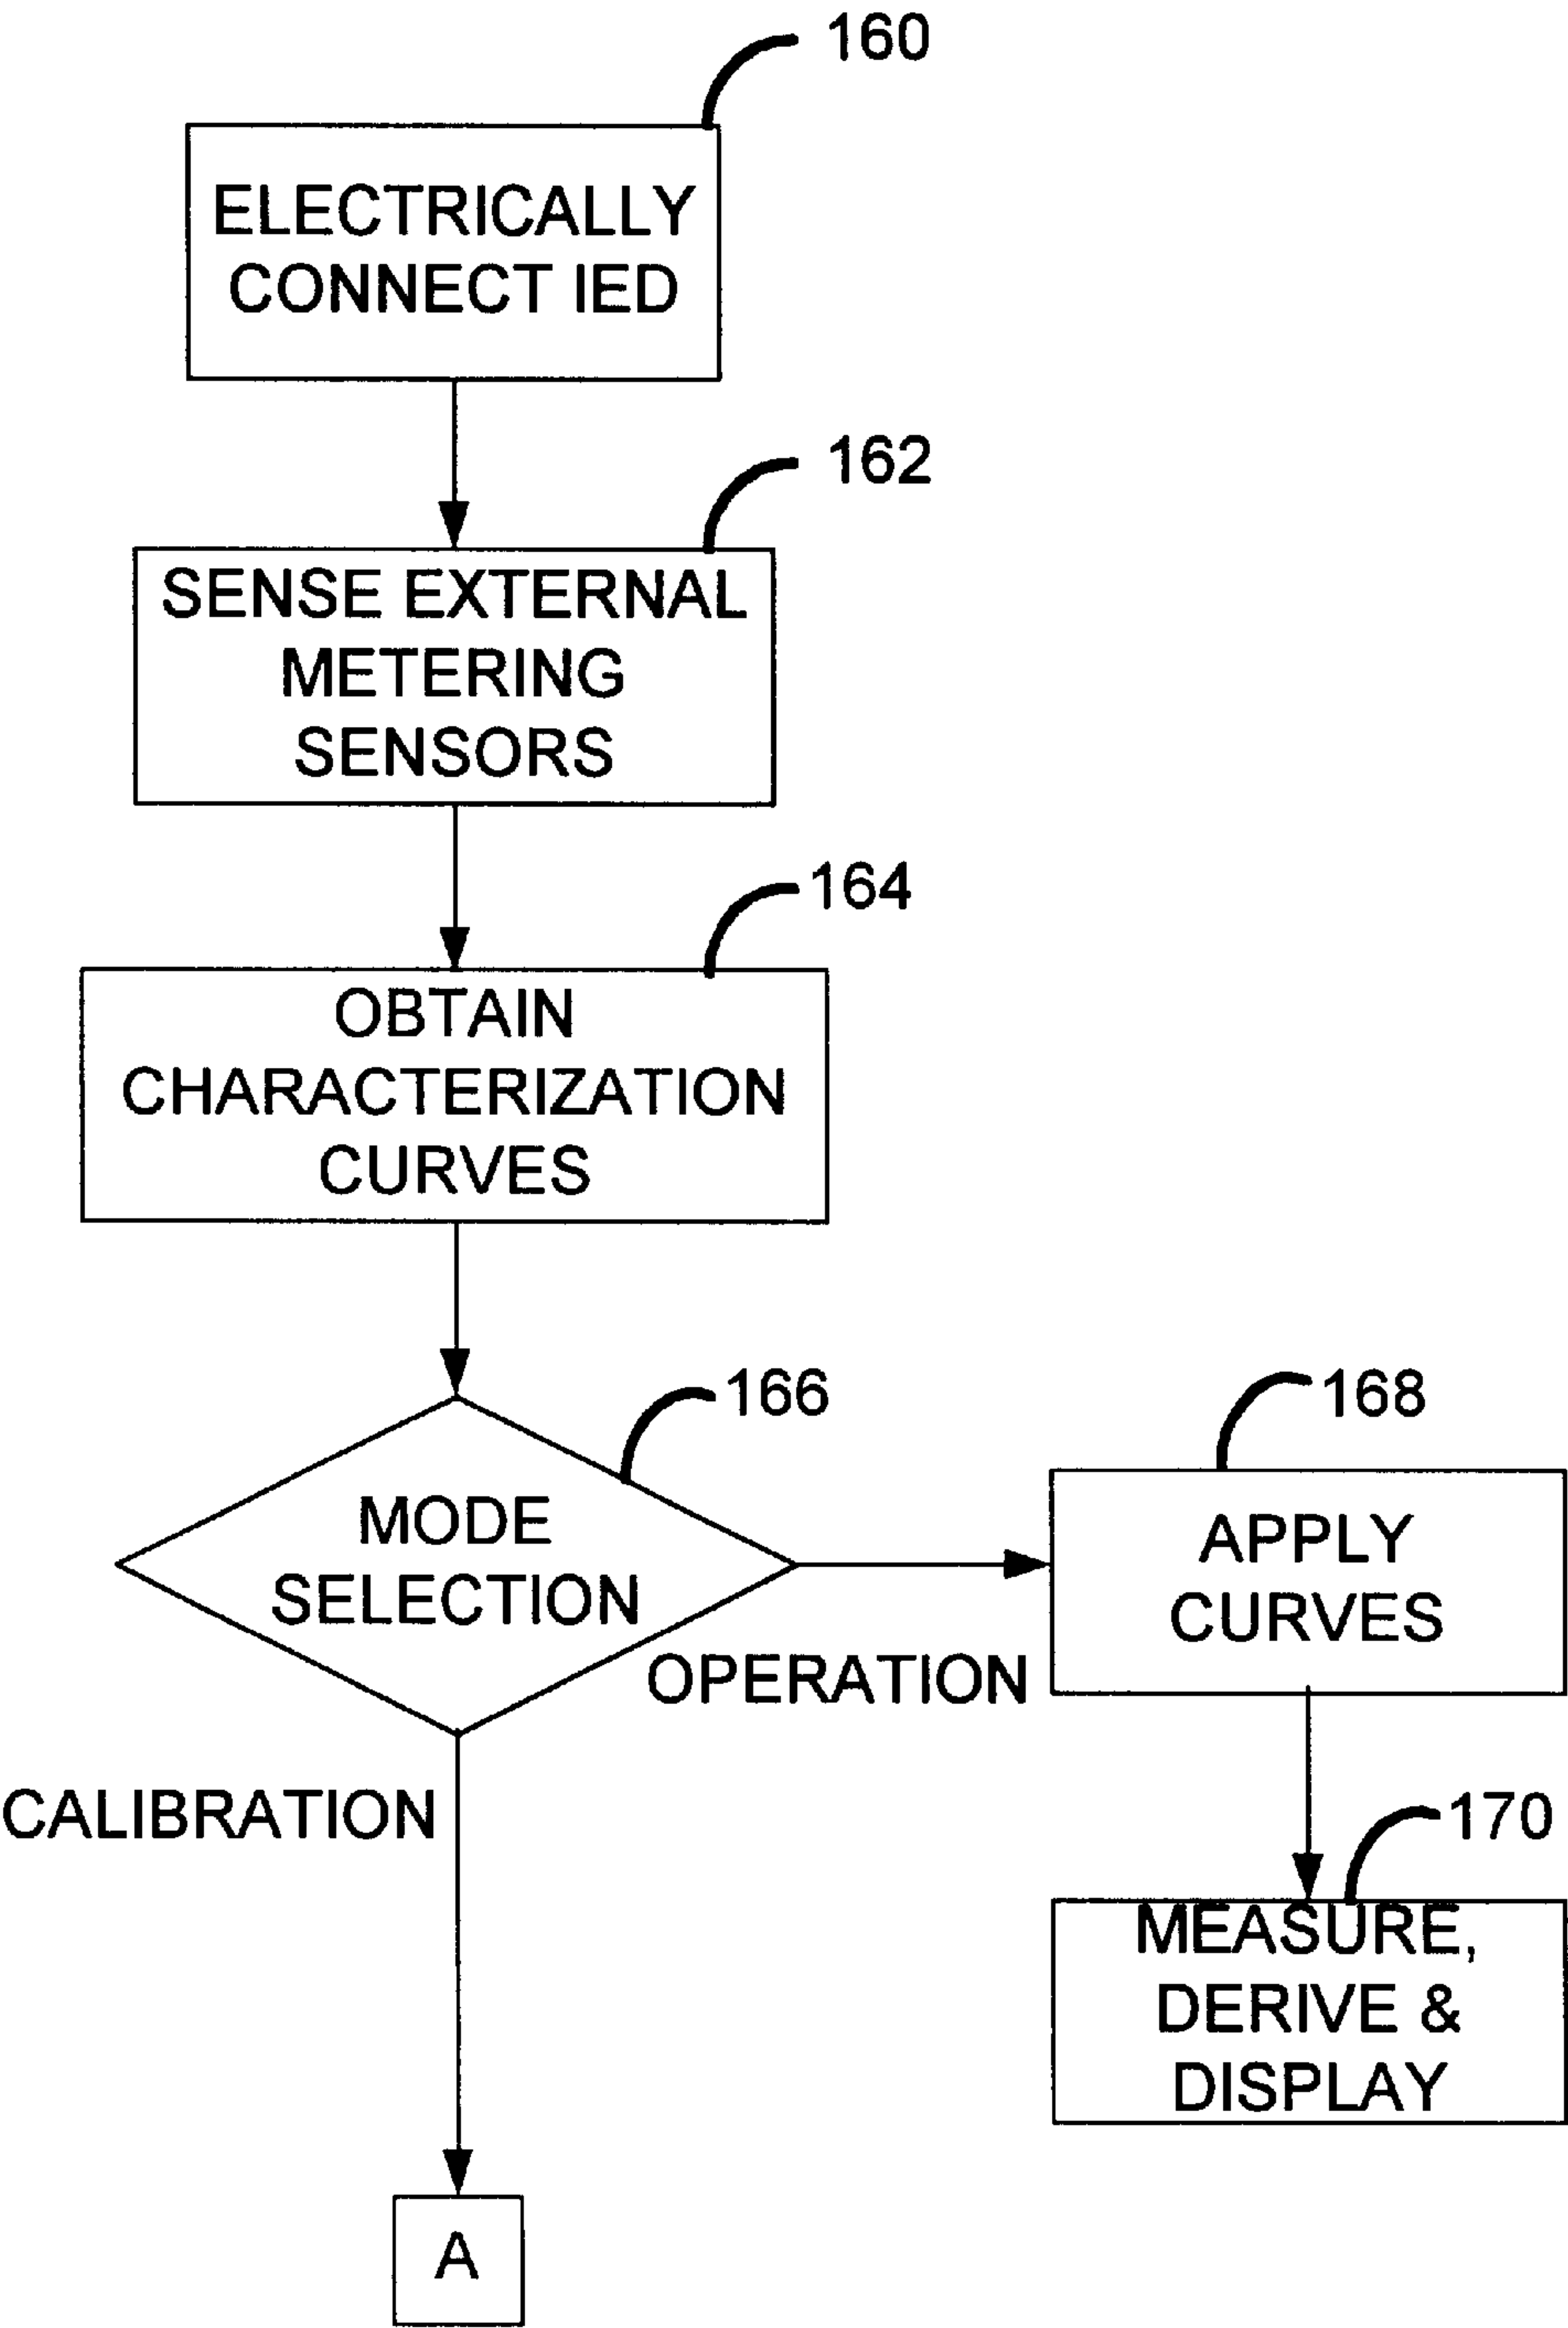 160
ELECTRICALLY
CONNECT IED
162
SENSE EXTERNAL
METERING
SENSORS
164
OBTAIN
CHARACTERIZATION
CURVES
166
MODE
SELECTION
168
APPLY
CURVES
OPERATION
CALIBRATION
170
MEASURE,
DERIVE &
DISPLAY
A